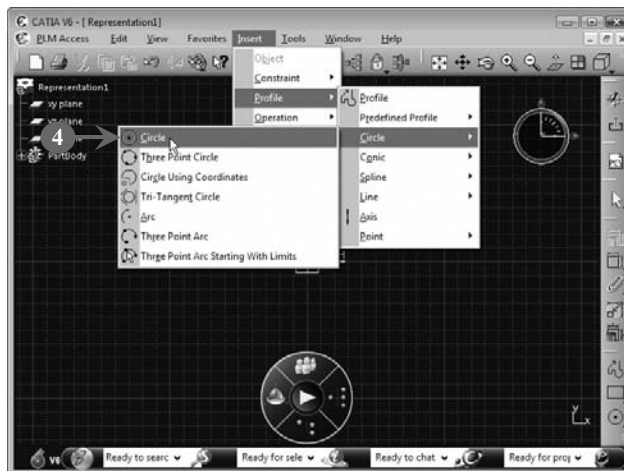 CATIA V6 - [ Representation1]
PLM Access Edit View Favorites Insert Tools Window Help
Object
Constraint
Profile
Operation
Profile
Predefined Profile
Circle
Conic
Spline
Line
Axis
Point
Representation1
xy plane
PartBody
4
Circle
Three Point Circle
Circle Using Coordinates
Tri-Tangent Circle
Arc
Three Point Arc
Three Point Arc Starting With Limits
y
x
V6
Ready to searc
Ready for sele
Ready to chat
Ready for proj